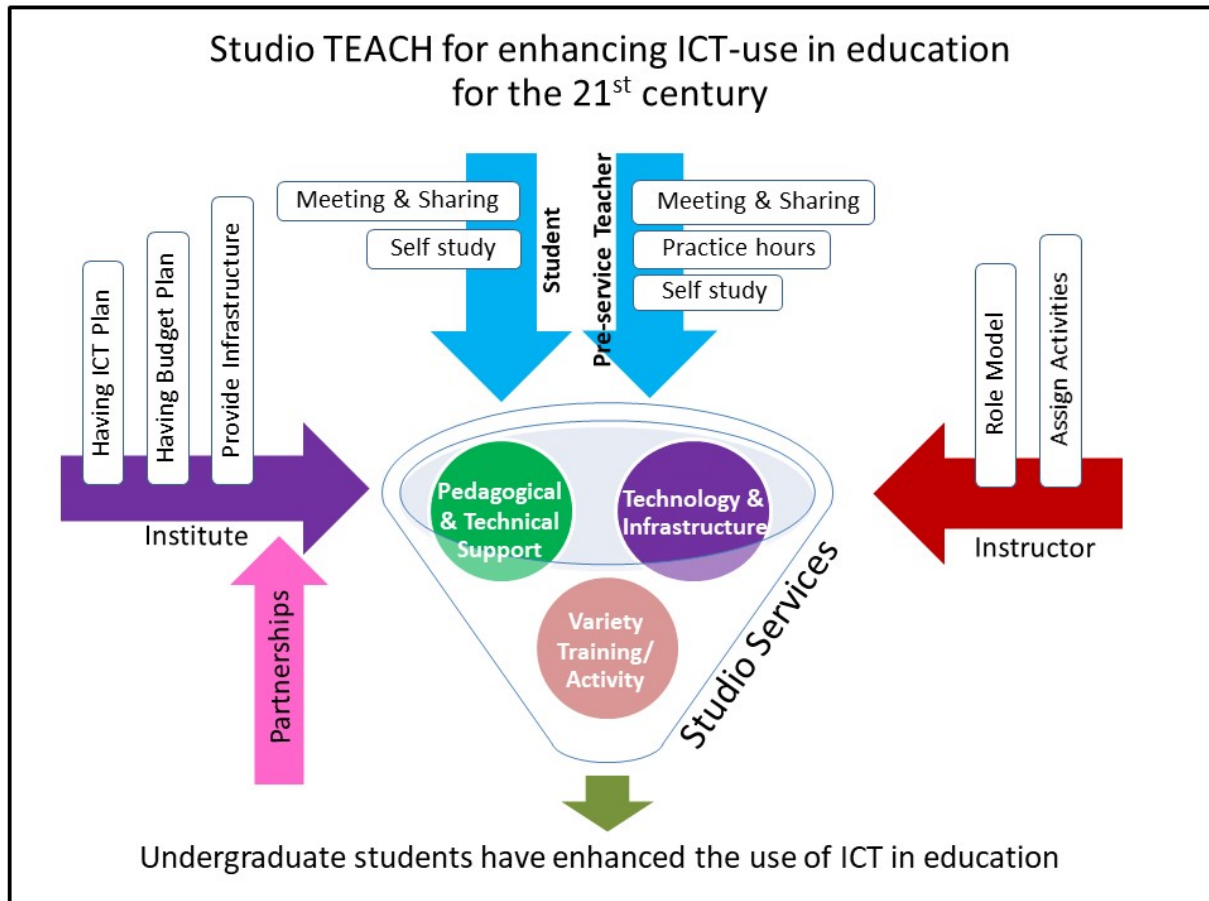 Studio TEACH for enhancing ICT-use in education
for the 21st century
Meeting & Sharing
Self study
Student
Pre-service Teacher
Meeting & Sharing
Practice hours
Self study
Having ICT Plan
Having Budget Plan
Provide Infrastructure
Institute
Partnerships
Role Model
Assign Activities
Instructor
Pedagogical
& Technical
Support
Technology &
Infrastructure
Variety
Training/
Activity
Studio Services
Undergraduate students have enhanced the use of ICT in education